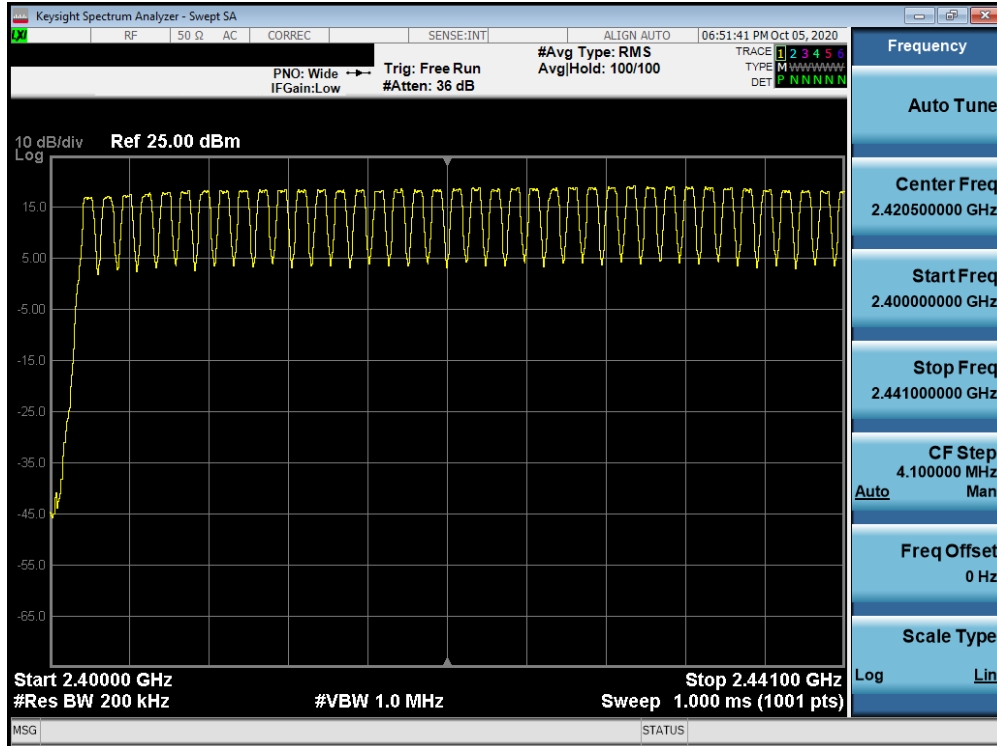 Keysight Spectrum Analyzer - Swept SA
LXI RF 50 Ω AC CORREC SENSE:INT ALIGN AUTO 06:51:41 PM Oct 05, 2020
PNO: Wide Trig: Free Run #Avg Type: RMS TRACE 1 2 3 4 5 6
IFGain:Low #Atten: 36 dB Avg|Hold: 100/100 TYPE M WWWWW
DET P N N N N N
10 dB/div Ref 25.00 dBm
Log
15.0
5.00
-5.00
-15.0
-25.0
-35.0
-45.0
-55.0
-65.0
Start 2.40000 GHz Stop 2.44100 GHz
#Res BW 200 kHz #VBW 1.0 MHz Sweep 1.000 ms (1001 pts)
MSG STATUS
Frequency
Auto Tune
Center Freq
2.420500000 GHz
Start Freq
2.400000000 GHz
Stop Freq
2.441000000 GHz
CF Step
4.100000 MHz
Auto Man
Freq Offset
0 Hz
Scale Type
Log Lin